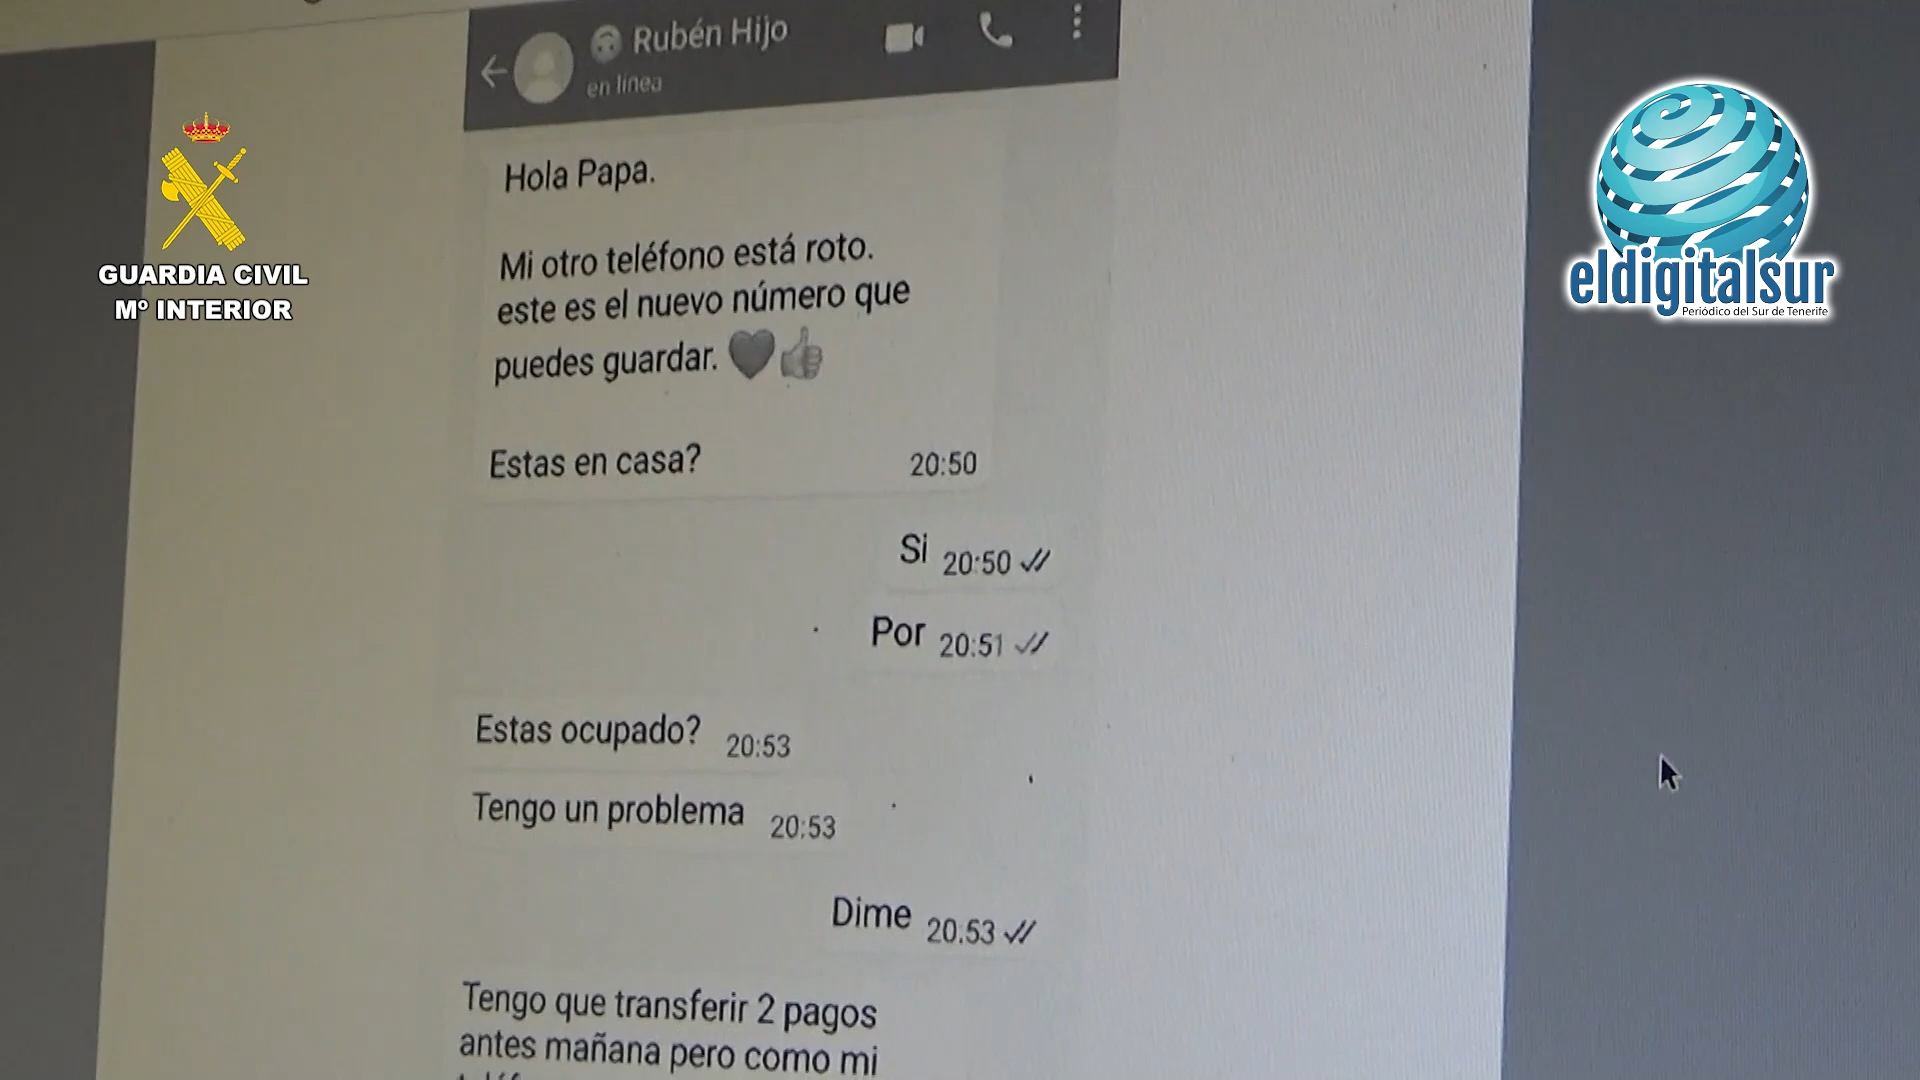 Rubén Hijo
en línea
Hola Papa.
Mi otro teléfono está roto.
este es el nuevo número que
puedes guardar.
Estas en casa?
20:50
Si 20:50
Por 20:51
Estas ocupado? 20:53
Tengo un problema 20:53
Dime 20:53
Tengo que transferir 2 pagos
antes mañana pero como mi
GUARDIA CIVIL
Mº INTERIOR
eldigitalsur
Periódico del Sur de Tenerife